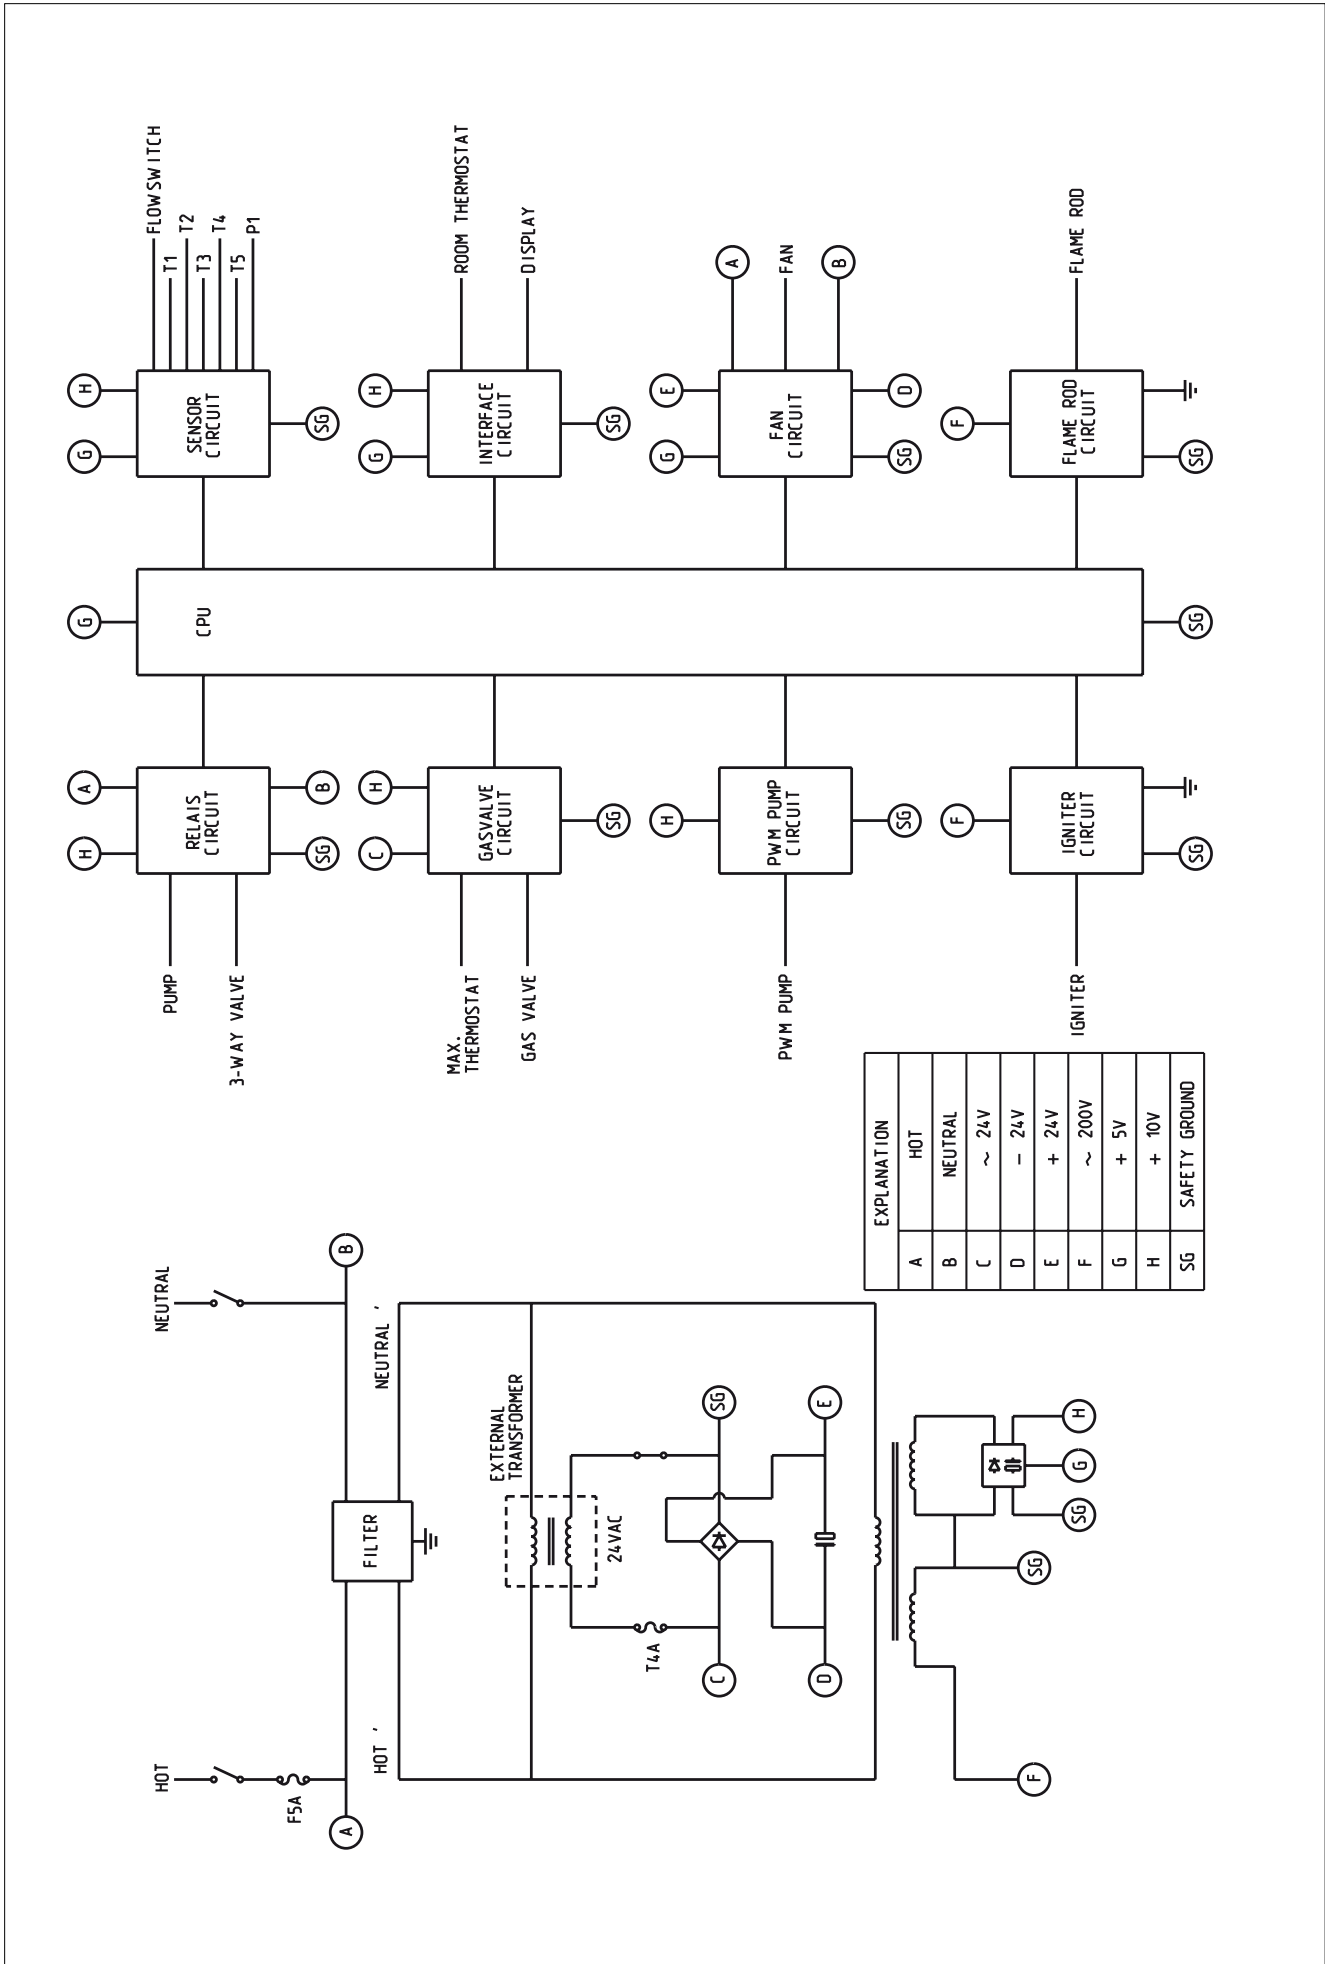 HOT
F5A
A
HOT '
FILTER
NEUTRAL
B
NEUTRAL '
EXTERNAL
TRANSFORMER
24VAC
T4A
C
SG
D
E
F
SG
SG
G
H
EXPLANATION
A HOT
B NEUTRAL
C ~ 24V
D - 24V
E + 24V
F ~ 200V
G + 5V
H + 10V
SG SAFETY GROUND
PUMP
3-WAY VALVE
H
A
RELAIS
CIRCUIT
SG
B
MAX.
THERMOSTAT
GAS VALVE
C
H
GASVALVE
CIRCUIT
SG
PWM PUMP
H
PWM PUMP
CIRCUIT
SG
IGNITER
F
IGNITER
CIRCUIT
SG
G
CPU
SG
G
H
SENSOR
CIRCUIT
SG
FLOWSWITCH
T1
T2
T3
T4
T5
P1
G
H
INTERFACE
CIRCUIT
SG
ROOM THERMOSTAT
DISPLAY
G
E
FAN
CIRCUIT
SG
D
A
FAN
B
F
FLAME ROD
CIRCUIT
SG
FLAME ROD